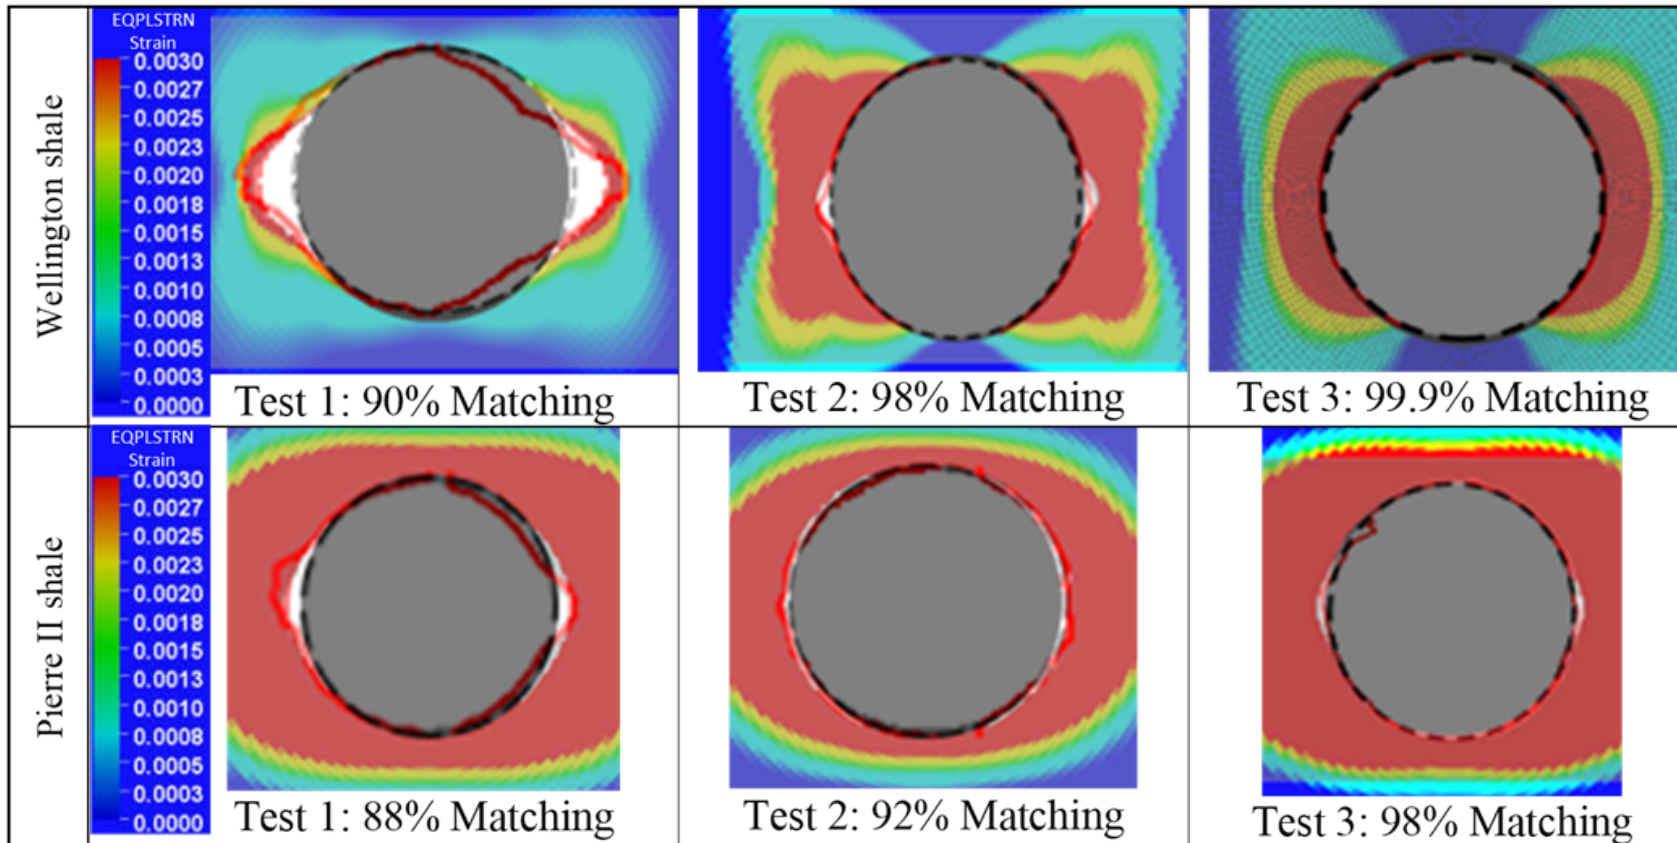 Wellington shale
EQPLSTRN
Strain
0.0030
0.0027
0.0025
0.0023
0.0020
0.0018
0.0015
0.0013
0.0010
0.0008
0.0005
0.0003
0.0000
Test 1: 90% Matching
Test 2: 98% Matching
Test 3: 99.9% Matching
Pierre II shale
EQPLSTRN
Strain
0.0030
0.0027
0.0025
0.0023
0.0020
0.0018
0.0015
0.0013
0.0010
0.0008
0.0005
0.0003
0.0000
Test 1: 88% Matching
Test 2: 92% Matching
Test 3: 98% Matching